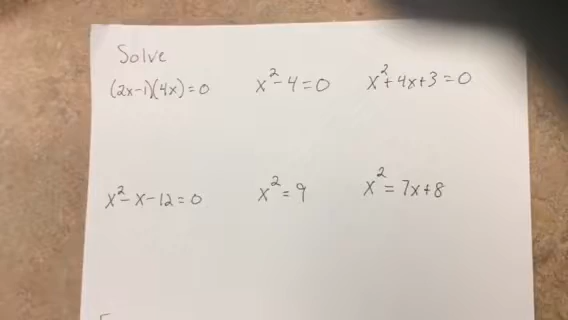 Solve
(2x-1)(4x)=0 x²-4=0 x²+4x+3=0
x²-x-12=0 x²=9 x²=7x+8